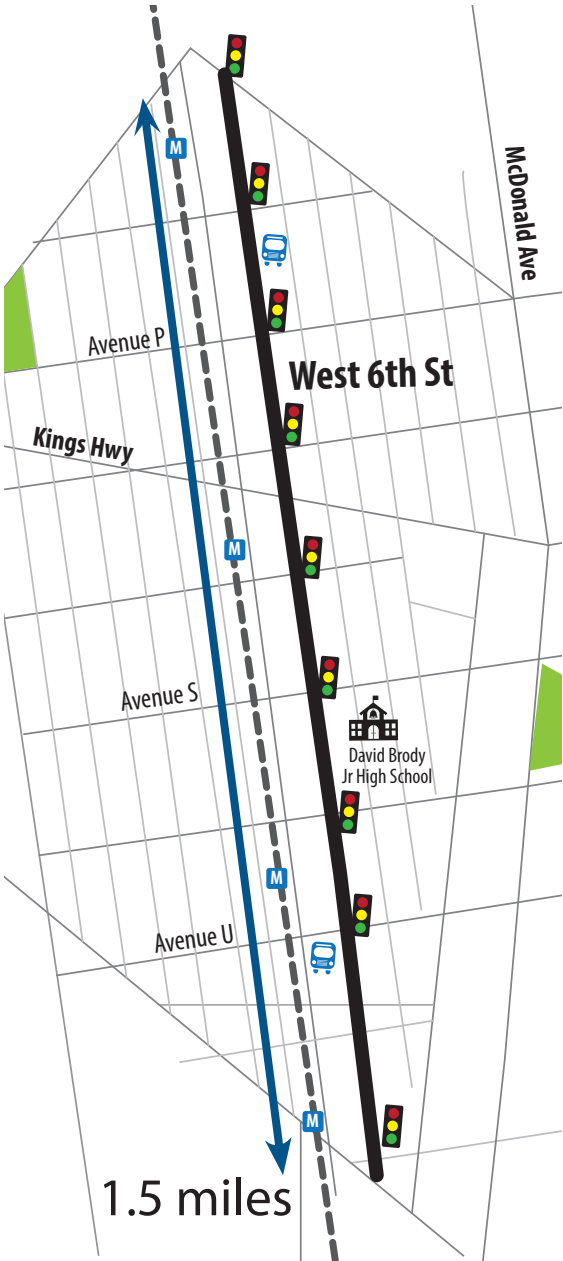 M
McDonald Ave
Avenue P
West 6th St
Kings Hwy
M
Avenue S
David Brody
Jr High School
M
Avenue U
M
1.5 miles